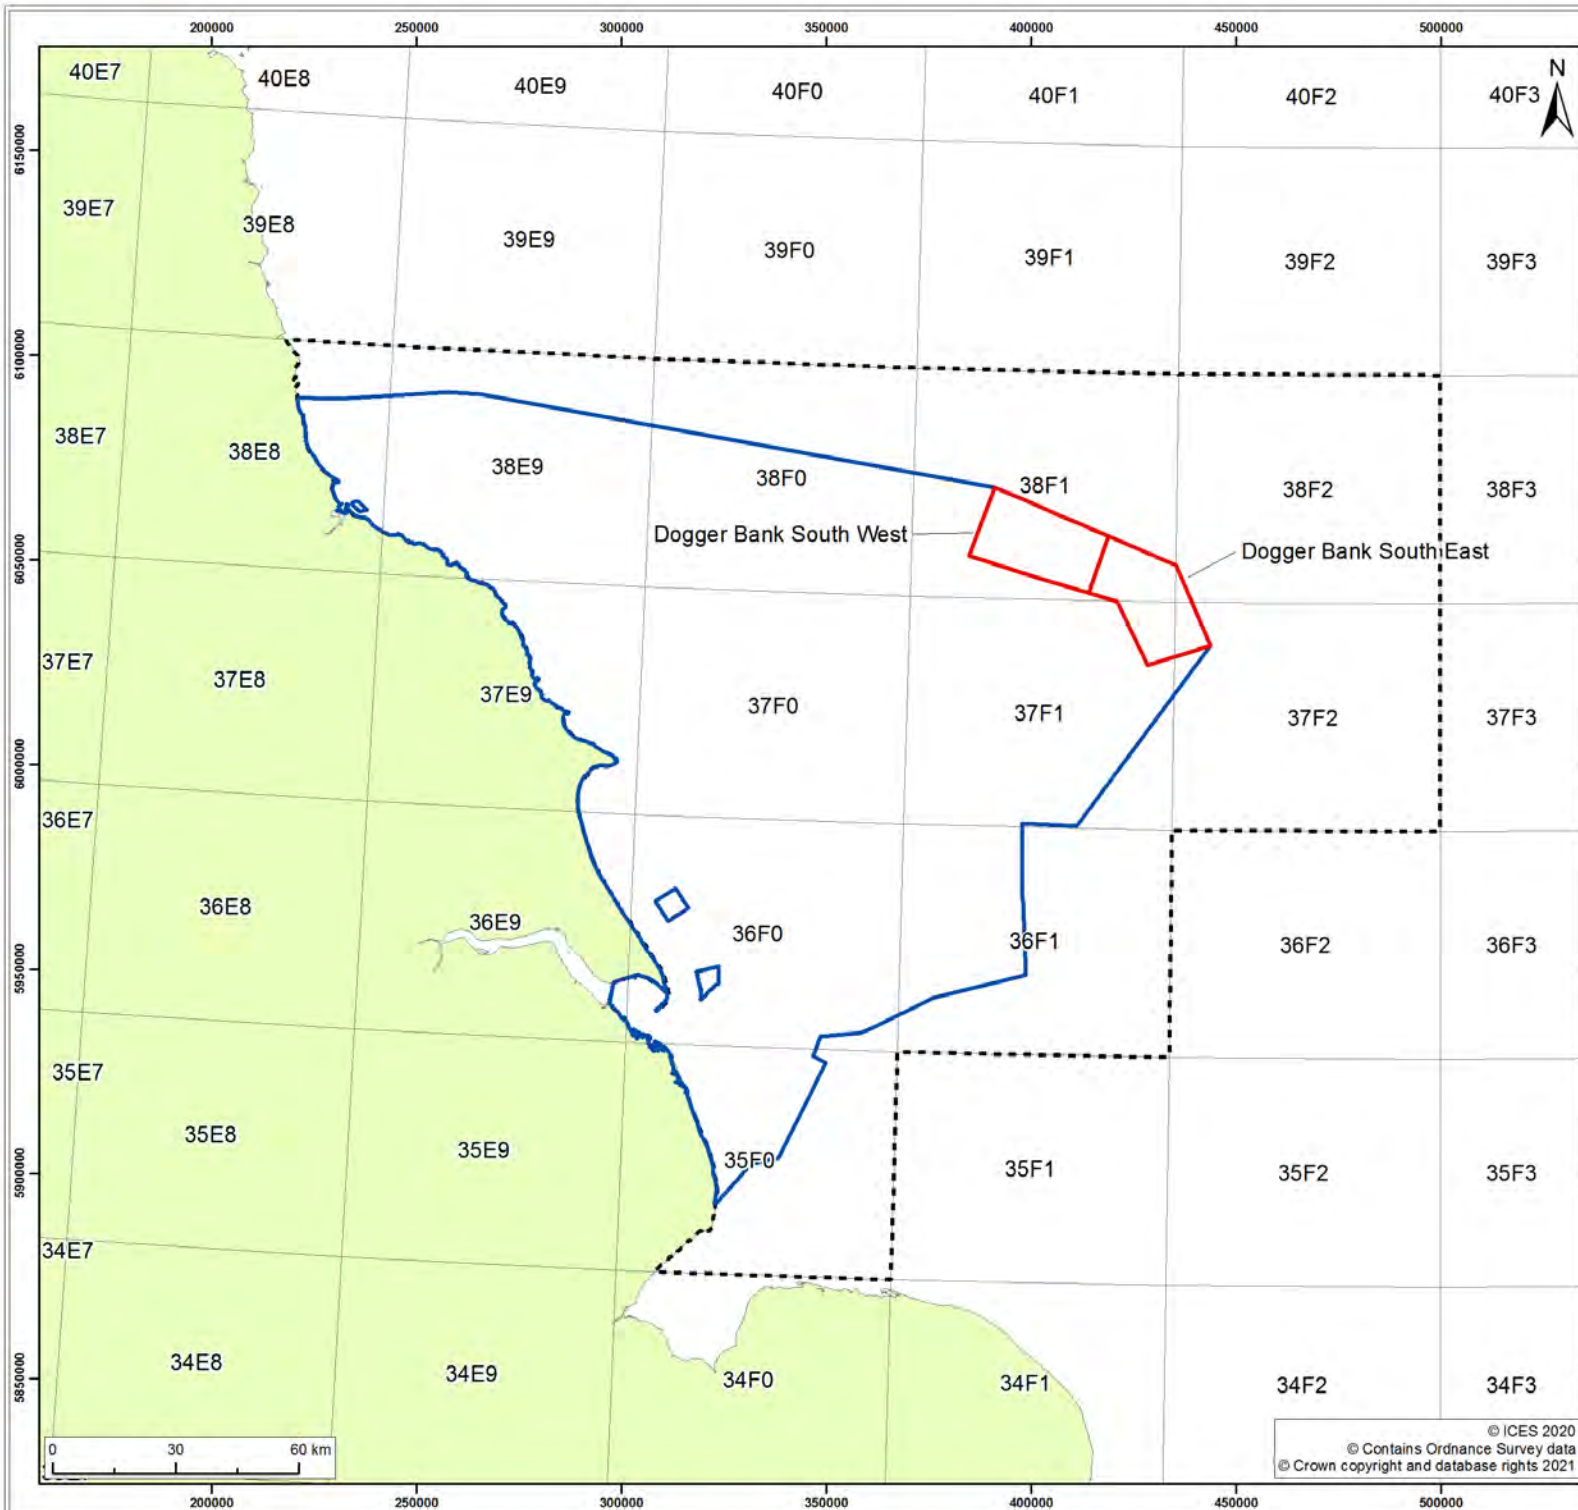 200000 250000 300000 350000 400000 450000 500000
N
40E7 40E8 40E9 40F0 40F1 40F2 40F3
6150000
39E7 39E8 39E9 39F0 39F1 39F2 39F3
6100000
38E7 38E8 38E9 38F0 38F1 38F2 38F3
Dogger Bank South West
Dogger Bank South East
6050000
37E7 37E8 37E9 37F0 37F1 37F2 37F3
6000000
36E7 36E8 36E9 36F0 36F1 36F2 36F3
5950000
35E7 35E8 35E9 35F0 35F1 35F2 35F3
5900000
34E7 34E8 34E9 34F0 34F1 34F2 34F3
5850000
0 30 60 km
© ICES 2020
© Contains Ordnance Survey data
© Crown copyright and database rights 2021
200000 250000 300000 350000 400000 450000 500000